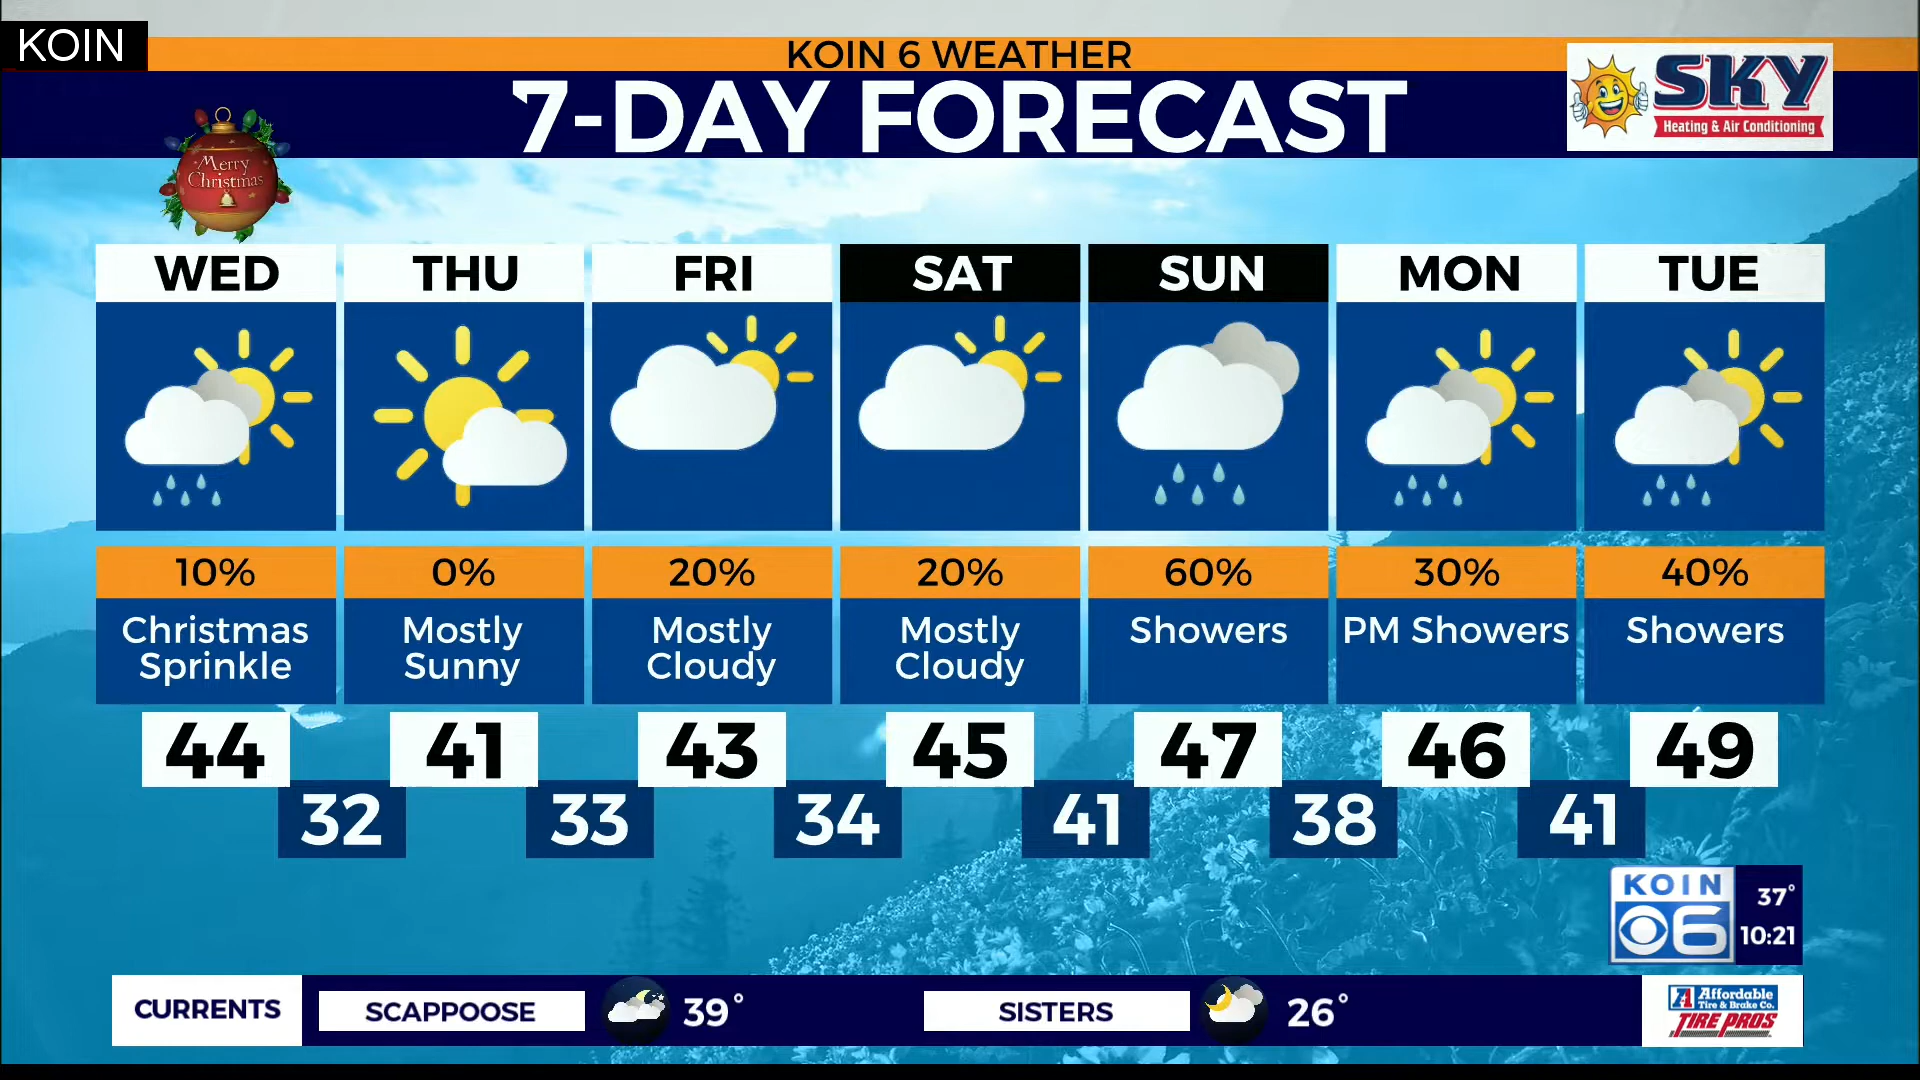 KOIN
KOIN 6 WEATHER
7-DAY FORECAST
SKY
Heating & Air Conditioning
Merry
Christmas
WED THU FRI SAT SUN MON TUE
10% 0% 20% 20% 60% 30% 40%
Christmas Sprinkle
Mostly Sunny
Mostly Cloudy
Mostly Cloudy
Showers
PM Showers
Showers
44 41 43 45 47 46 49
32 33 34 41 38 41
KOIN
6
37°
10:21
CURRENTS
SCAPPOOSE 39°
SISTERS 26°
Affordable
Tire & Brake Co.
TIRE PROS